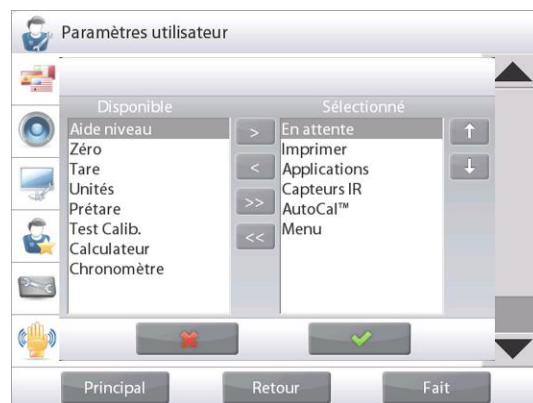 Paramètres utilisateur
Disponible
Sélectionné
Aide niveau
Zéro
Tare
Unités
Prétare
Test Calib.
Calculateur
Chronomètre
>
<
>>
<<
En attente
Imprimer
Applications
Capteurs IR
AutoCal™
Menu
↑
↓
Principal
Retour
Fait